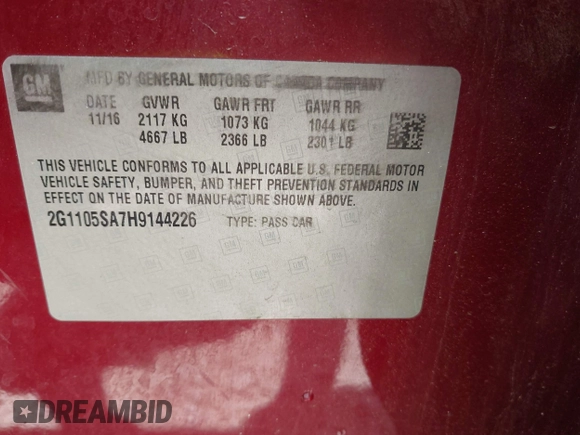 GM
MFD BY GENERAL MOTORS OF CANADA COMPANY
DATE GVWR GAWR FRT GAWR RR
11/16 2117 KG 1073 KG 1044 KG
4667 LB 2366 LB 2301 LB
THIS VEHICLE CONFORMS TO ALL APPLICABLE U.S. FEDERAL MOTOR
VEHICLE SAFETY, BUMPER, AND THEFT PREVENTION STANDARDS IN
EFFECT ON THE DATE OF MANUFACTURE SHOWN ABOVE.
2G1105SA7H9144226 TYPE: PASS CAR
DREAMBID